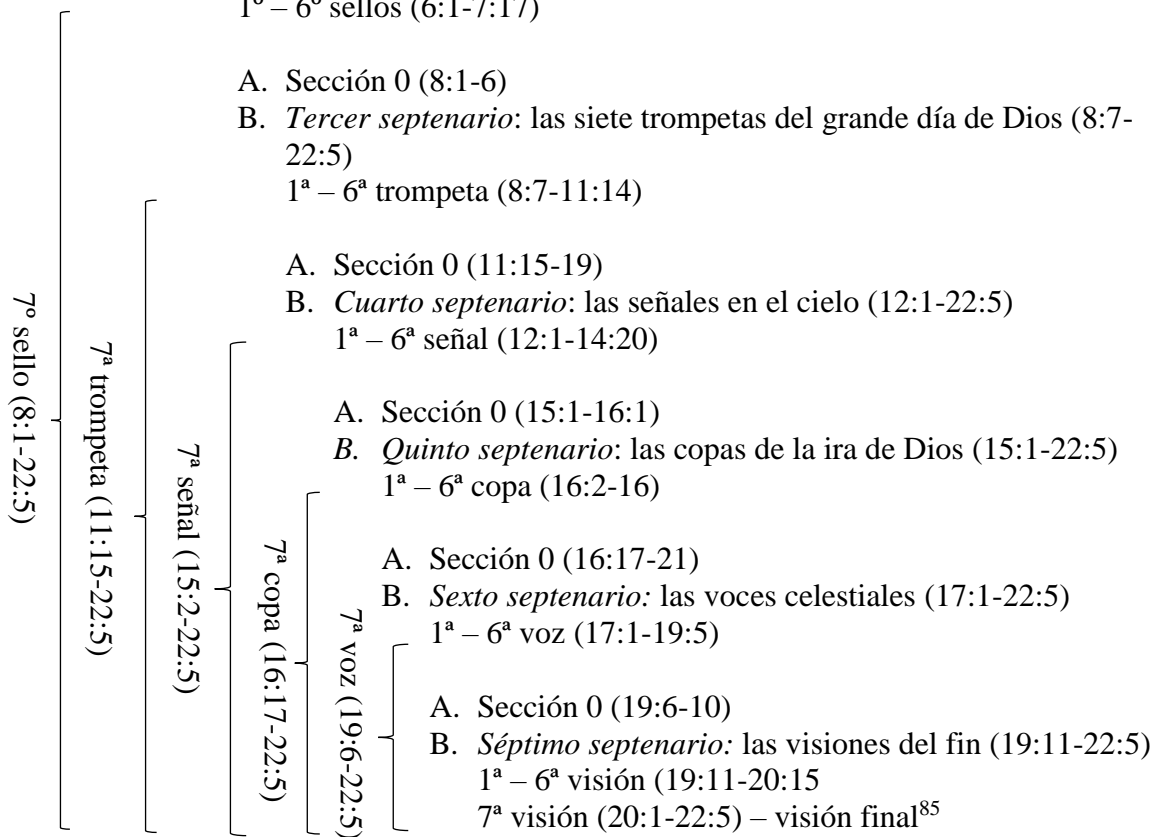 1º – 6º sellos (6:1-7:17)
A. Sección 0 (8:1-6)
B. Tercer septenario: las siete trompetas del grande día de Dios (8:7-
22:5)
1ª – 6ª trompeta (8:7-11:14)
A. Sección 0 (11:15-19)
B. Cuarto septenario: las señales en el cielo (12:1-22:5)
1ª – 6ª señal (12:1-14:20)
A. Sección 0 (15:1-16:1)
B. Quinto septenario: las copas de la ira de Dios (15:1-22:5)
1ª – 6ª copa (16:2-16)
A. Sección 0 (16:17-21)
B. Sexto septenario: las voces celestiales (17:1-22:5)
1ª – 6ª voz (17:1-19:5)
A. Sección 0 (19:6-10)
B. Séptimo septenario: las visiones del fin (19:11-22:5)
1ª – 6ª visión (19:11-20:15
7ª visión (20:1-22:5) – visión final85
7º sello (8:1-22:5)
7ª trompeta (11:15-22:5)
7ª señal (15:2-22:5)
7ª copa (16:17-22:5)
7ª voz (19:6-22:5)